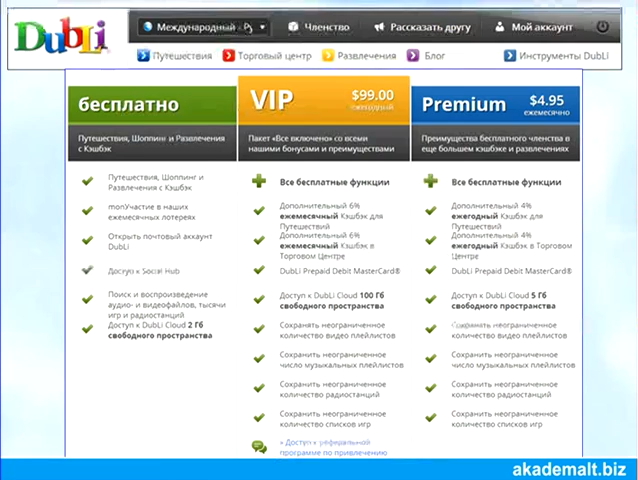 DubLi
Международный
Членство
Рассказать другу
Мой аккаунт
Путешествия
Торговый центр
Развлечения
Блог
Инструменты DubLi
бесплатно
Путешествия, Шоппинг и Развлечения
с Кэшбэк
Путешествия, Шоппинг и
Развлечения с Кэшбэк
monУчастие в наших
ежемесячных лотереях
Открыть почтовый аккаунт
DubLi
Доступ к Social Hub
Поиск и воспроизведение
аудио- и видеофайлов, тысячи
игр и радиостанций
Доступ к DubLi Cloud 2 Гб
свободного пространства
VIP
$99.00
ежегодный
Пакет «Все включено» со всеми
нашими бонусами и преимуществами
Все бесплатные функции
Дополнительный 6%
ежемесячный Кэшбэк для
Путешествий
Дополнительный 6%
ежемесячный Кэшбэк в
Торговом Центре
DubLi Prepaid Debit MasterCard®
Доступ к DubLi Cloud 100 Гб
свободного пространства
Сохранять неограниченное
количество видео плейлистов
Сохранить неограниченное
число музыкальных плейлистов
Сохранить неограниченное
количество радиостанций
Сохранить неограниченное
количество списков игр
+ Доступ к реферальной
программе по привлечению
Premium
$4.95
ежемесячно
Преимущества бесплатного членства в
еще большем кэшбэке и развлечениях
Все бесплатные функции
Дополнительный 4%
ежегодный Кэшбэк для
Путешествий
Дополнительный 4%
ежегодный Кэшбэк в Торговом
Центре
DubLi Prepaid Debit MasterCard®
Доступ к DubLi Cloud 5 Гб
свободного пространства
Сохранять неограниченное
количество видео плейлистов
Сохранить неограниченное
число музыкальных плейлистов
Сохранить неограниченное
количество радиостанций
Сохранить неограниченное
количество списков игр
akademalt.biz